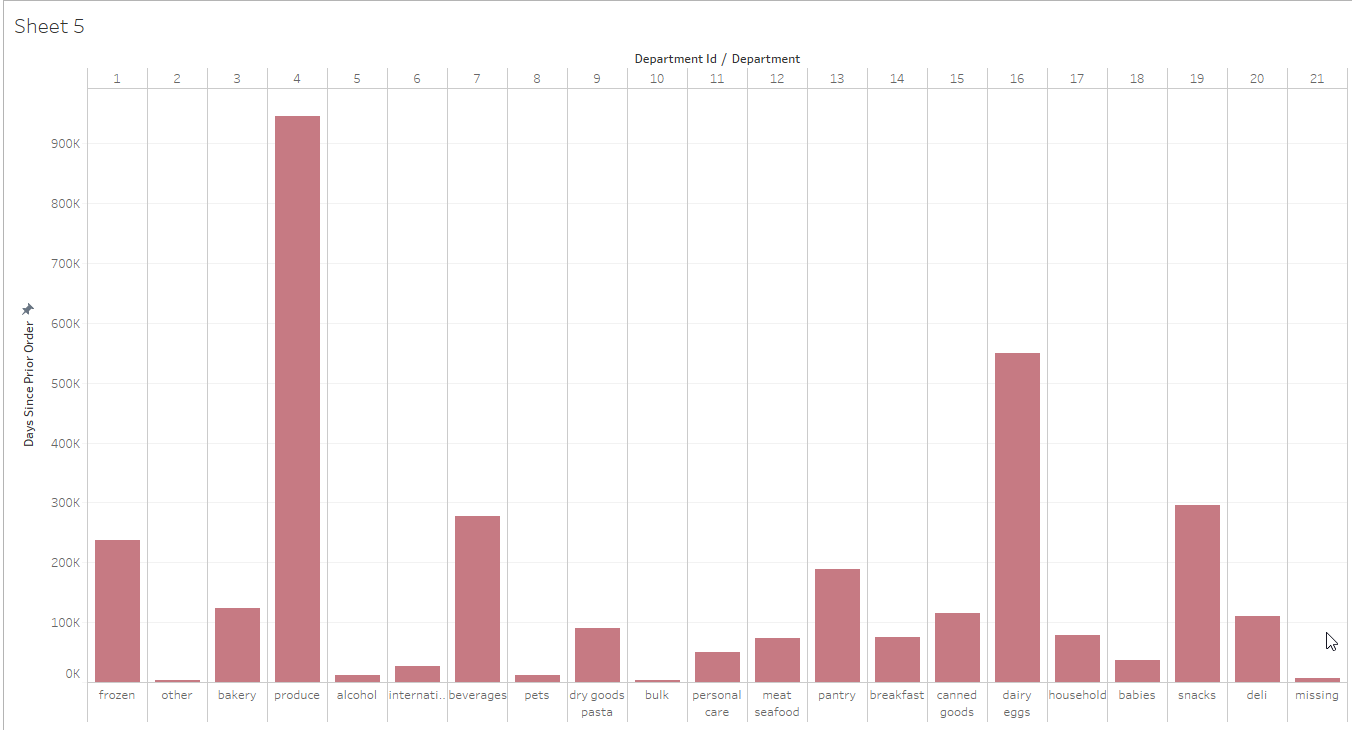 Sheet 5
Department Id / Department
1 2 3 4 5 6 7 8 9 10 11 12 13 14 15 16 17 18 19 20 21
900K
800K
700K
600K
500K
400K
300K
200K
100K
0K
Days Since Prior Order
frozen other bakery produce alcohol internati.. beverages pets dry goods pasta bulk personal care meat seafood pantry breakfast canned goods dairy eggs household babies snacks deli missing